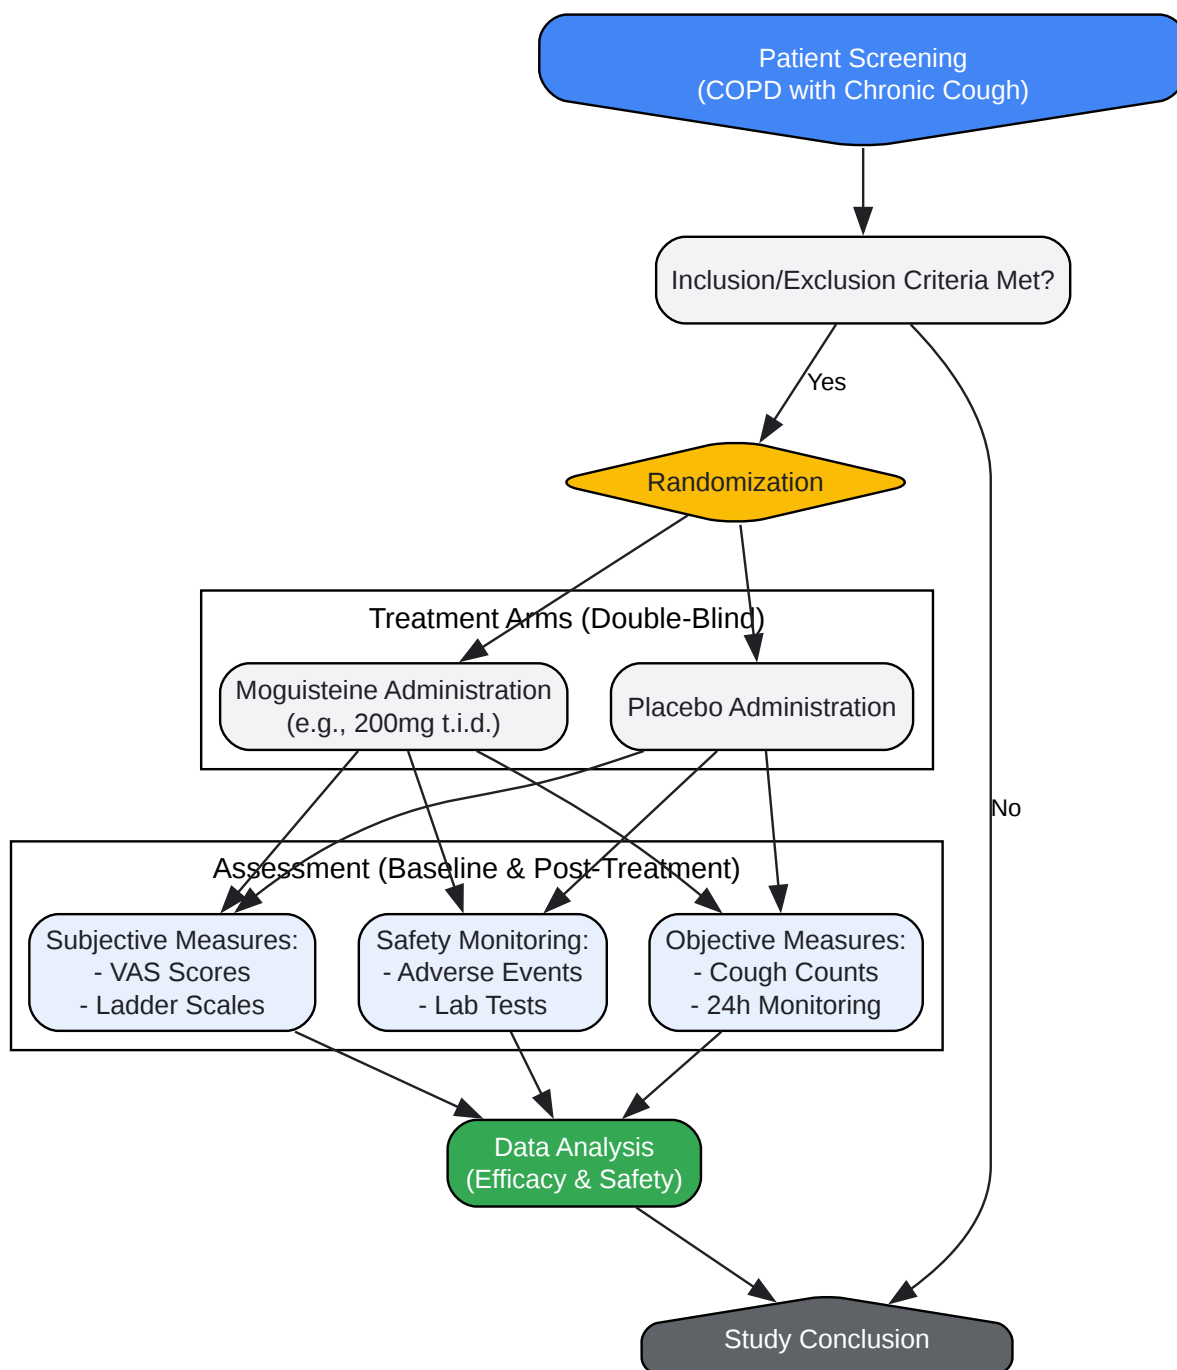 Patient Screening
(COPD with Chronic Cough)
Inclusion/Exclusion Criteria Met?
Yes
Randomization
Treatment Arms (Double-Blind)
Moguisteine Administration
(e.g., 200mg t.i.d.)
Placebo Administration
No
Assessment (Baseline & Post-Treatment)
Subjective Measures:
- VAS Scores
- Ladder Scales
Safety Monitoring:
- Adverse Events
- Lab Tests
Objective Measures:
- Cough Counts
- 24h Monitoring
Data Analysis
(Efficacy & Safety)
Study Conclusion